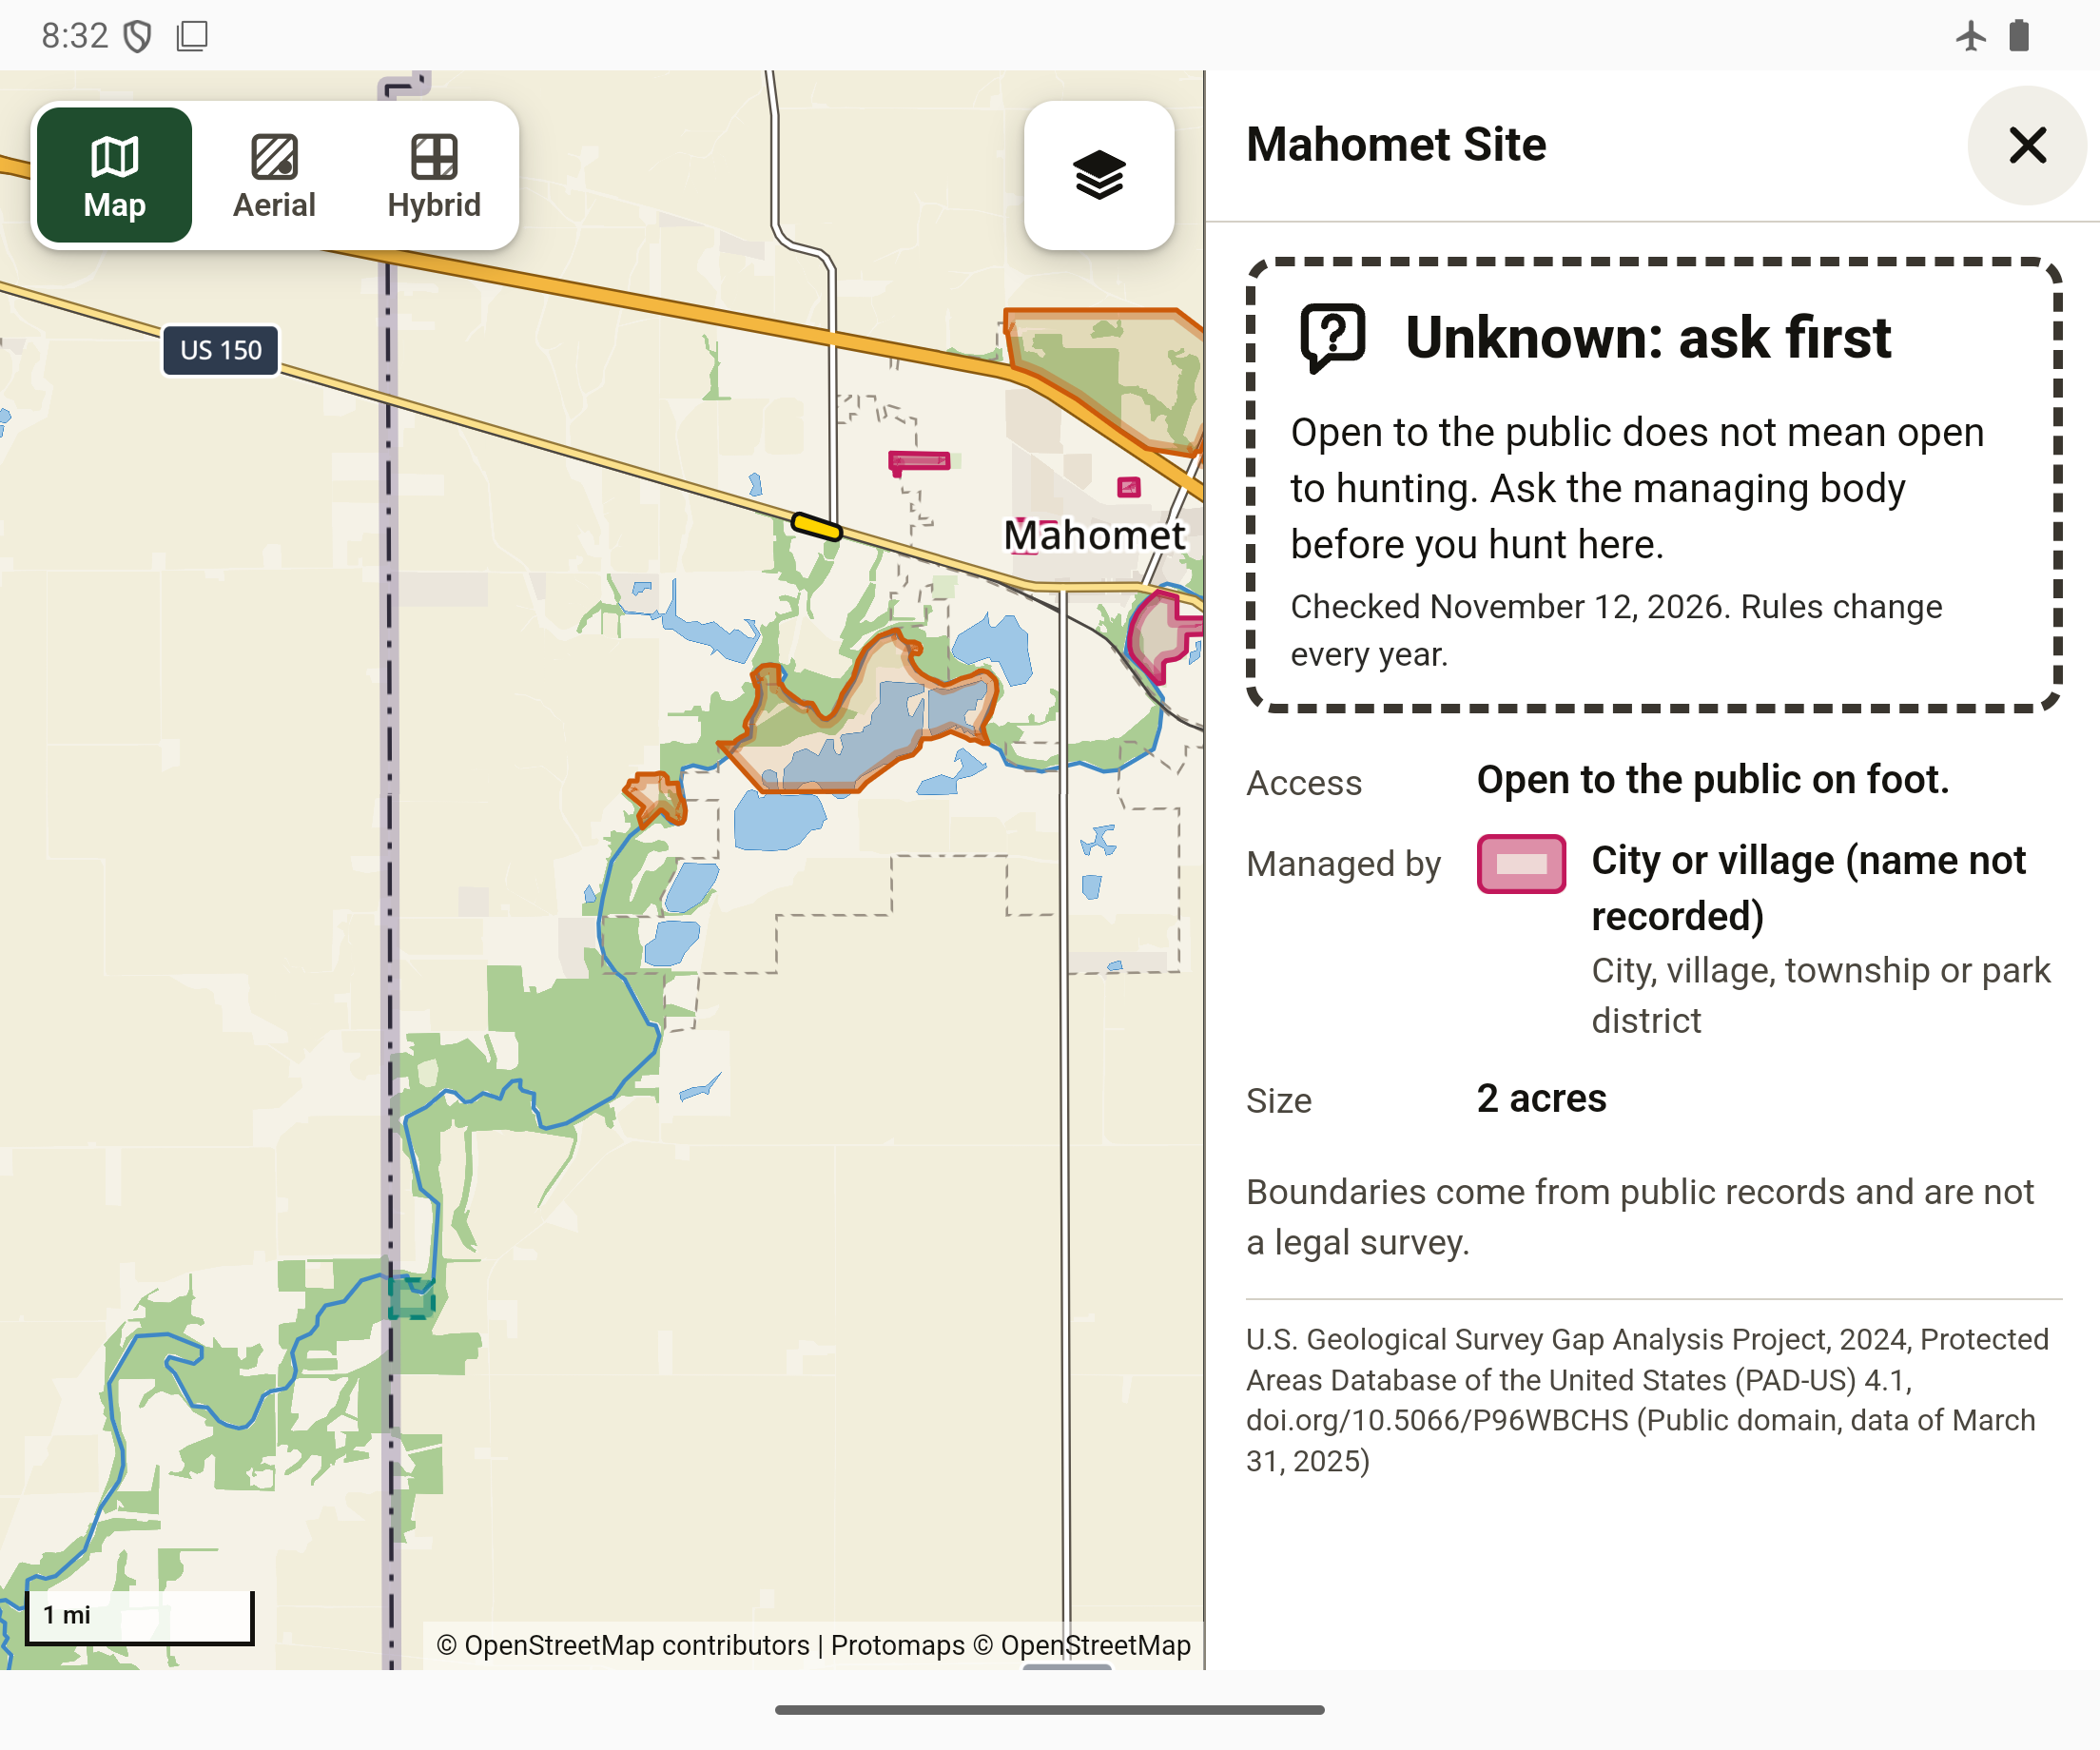 8:32
Map
Aerial
Hybrid
US 150
Mahomet
1 mi
© OpenStreetMap contributors | Protomaps © OpenStreetMap
Mahomet Site
Unknown: ask first
Open to the public does not mean open
to hunting. Ask the managing body
before you hunt here.
Checked November 12, 2026. Rules change
every year.
Access
Open to the public on foot.
Managed by
City or village (name not
recorded)
City, village, township or park
district
Size
2 acres
Boundaries come from public records and are not
a legal survey.
U.S. Geological Survey Gap Analysis Project, 2024, Protected
Areas Database of the United States (PAD-US) 4.1,
doi.org/10.5066/P96WBCHS (Public domain, data of March
31, 2025)